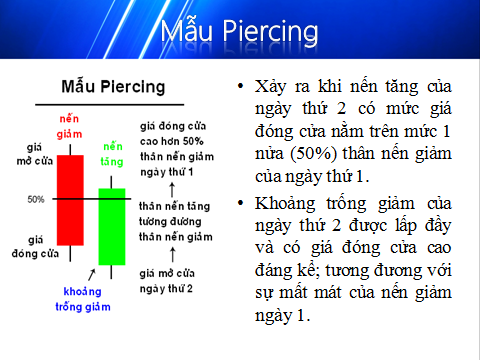 Mẫu Piercing
Mẫu Piercing
nến
giảm
giá
mở cửa
nến
tăng
50%
giá
đóng cửa
khoảng
trống giảm
giá đóng cửa
cao hơn 50%
thân nến giảm
ngày thứ 1
thân nến tăng
tương đương
thân nến giảm
giá mở cửa
ngày thứ 2
• Xảy ra khi nến tăng của
ngày thứ 2 có mức giá
đóng cửa nằm trên mức 1
nửa (50%) thân nến giảm
của ngày thứ 1.
• Khoảng trống giảm của
ngày thứ 2 được lấp đầy
và có giá đóng cửa cao
đáng kể; tương đương với
sự mất mát của nến giảm
ngày 1.